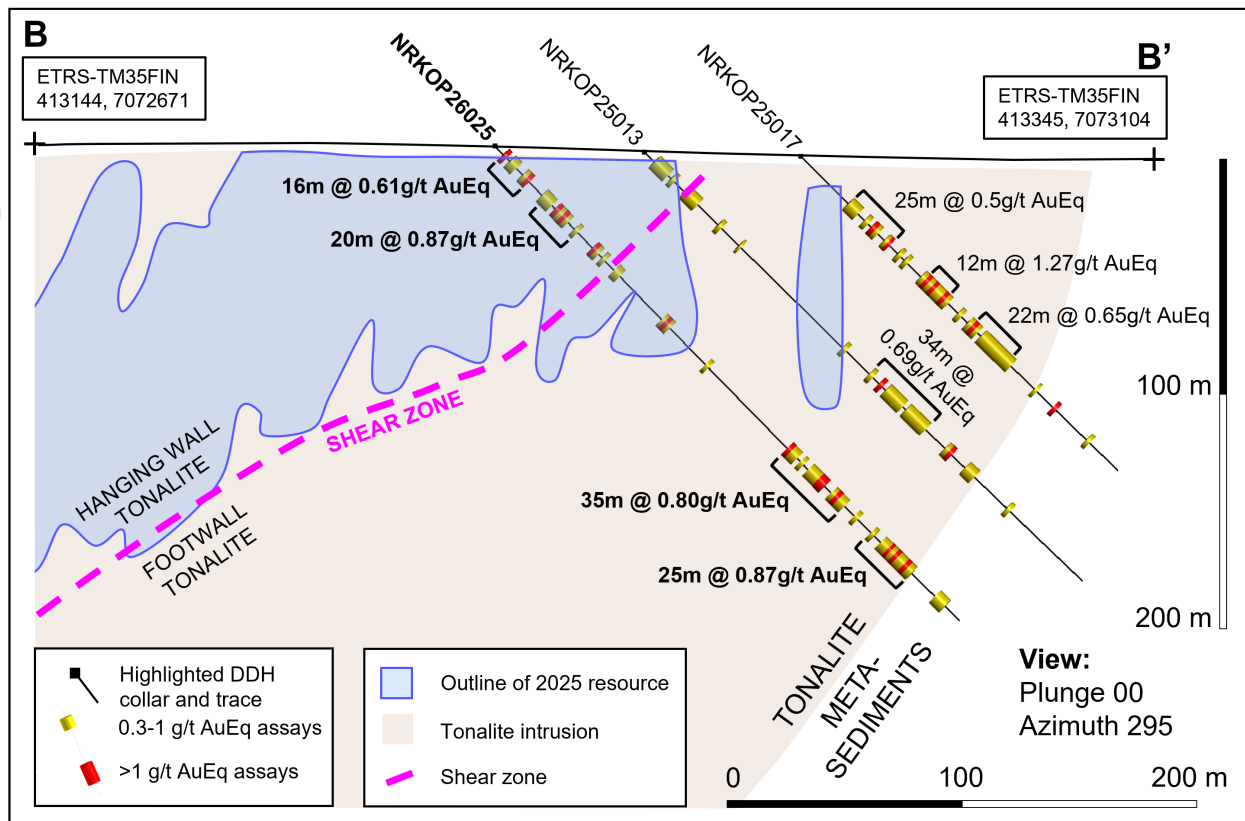 B
B’
ETRS-TM35FIN
413144, 7072671
ETRS-TM35FIN
413345, 7073104
NRKOP26025
NRKOP25013
NRKOP25017
16m @ 0.61g/t AuEq
20m @ 0.87g/t AuEq
25m @ 0.5g/t AuEq
12m @ 1.27g/t AuEq
22m @ 0.65g/t AuEq
34m @
0.69g/t AuEq
100 m
SHEAR ZONE
HANGING WALL
TONALITE
FOOTWALL
TONALITE
35m @ 0.80g/t AuEq
25m @ 0.87g/t AuEq
200 m
TONALITE
META-
SEDIMENTS
View:
Plunge 00
Azimuth 295
Highlighted DDH
collar and trace
0.3-1 g/t AuEq assays
>1 g/t AuEq assays
Outline of 2025 resource
Tonalite intrusion
Shear zone
0
100
200 m